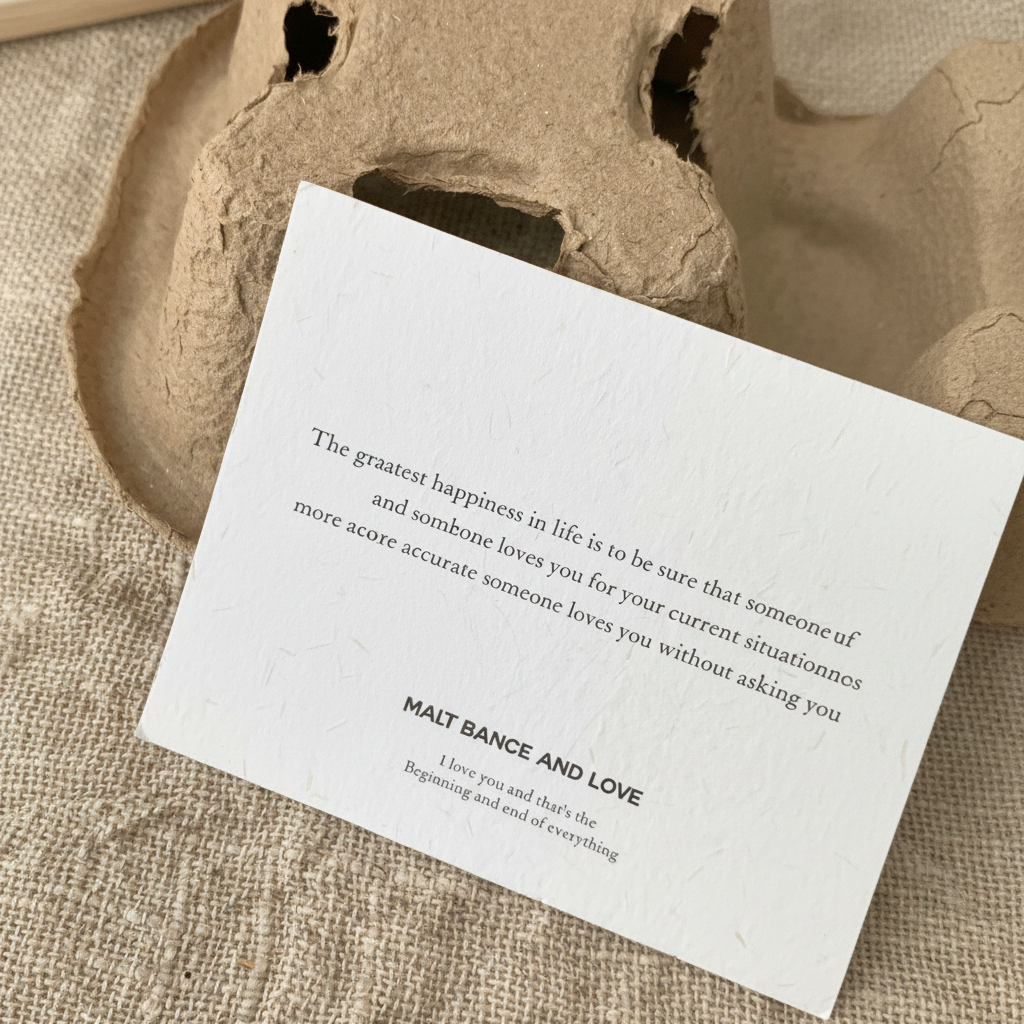 The graatest happiness in life is to be sure that someone uf
and somkone loves you for your current situationnos
more acore accurate someone loves you without asking you
MALT BANCE AND LOVE
I love you and that's the
Beginning and end of everything